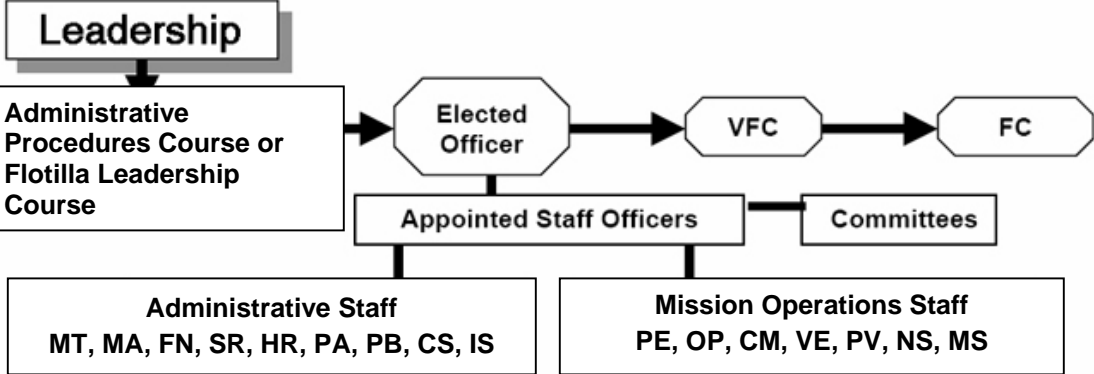 Leadership
Administrative
Procedures Course or
Flotilla Leadership
Course
Elected
Officer
VFC
FC
Appointed Staff Officers
Committees
Administrative Staff
MT, MA, FN, SR, HR, PA, PB, CS, IS
Mission Operations Staff
PE, OP, CM, VE, PV, NS, MS